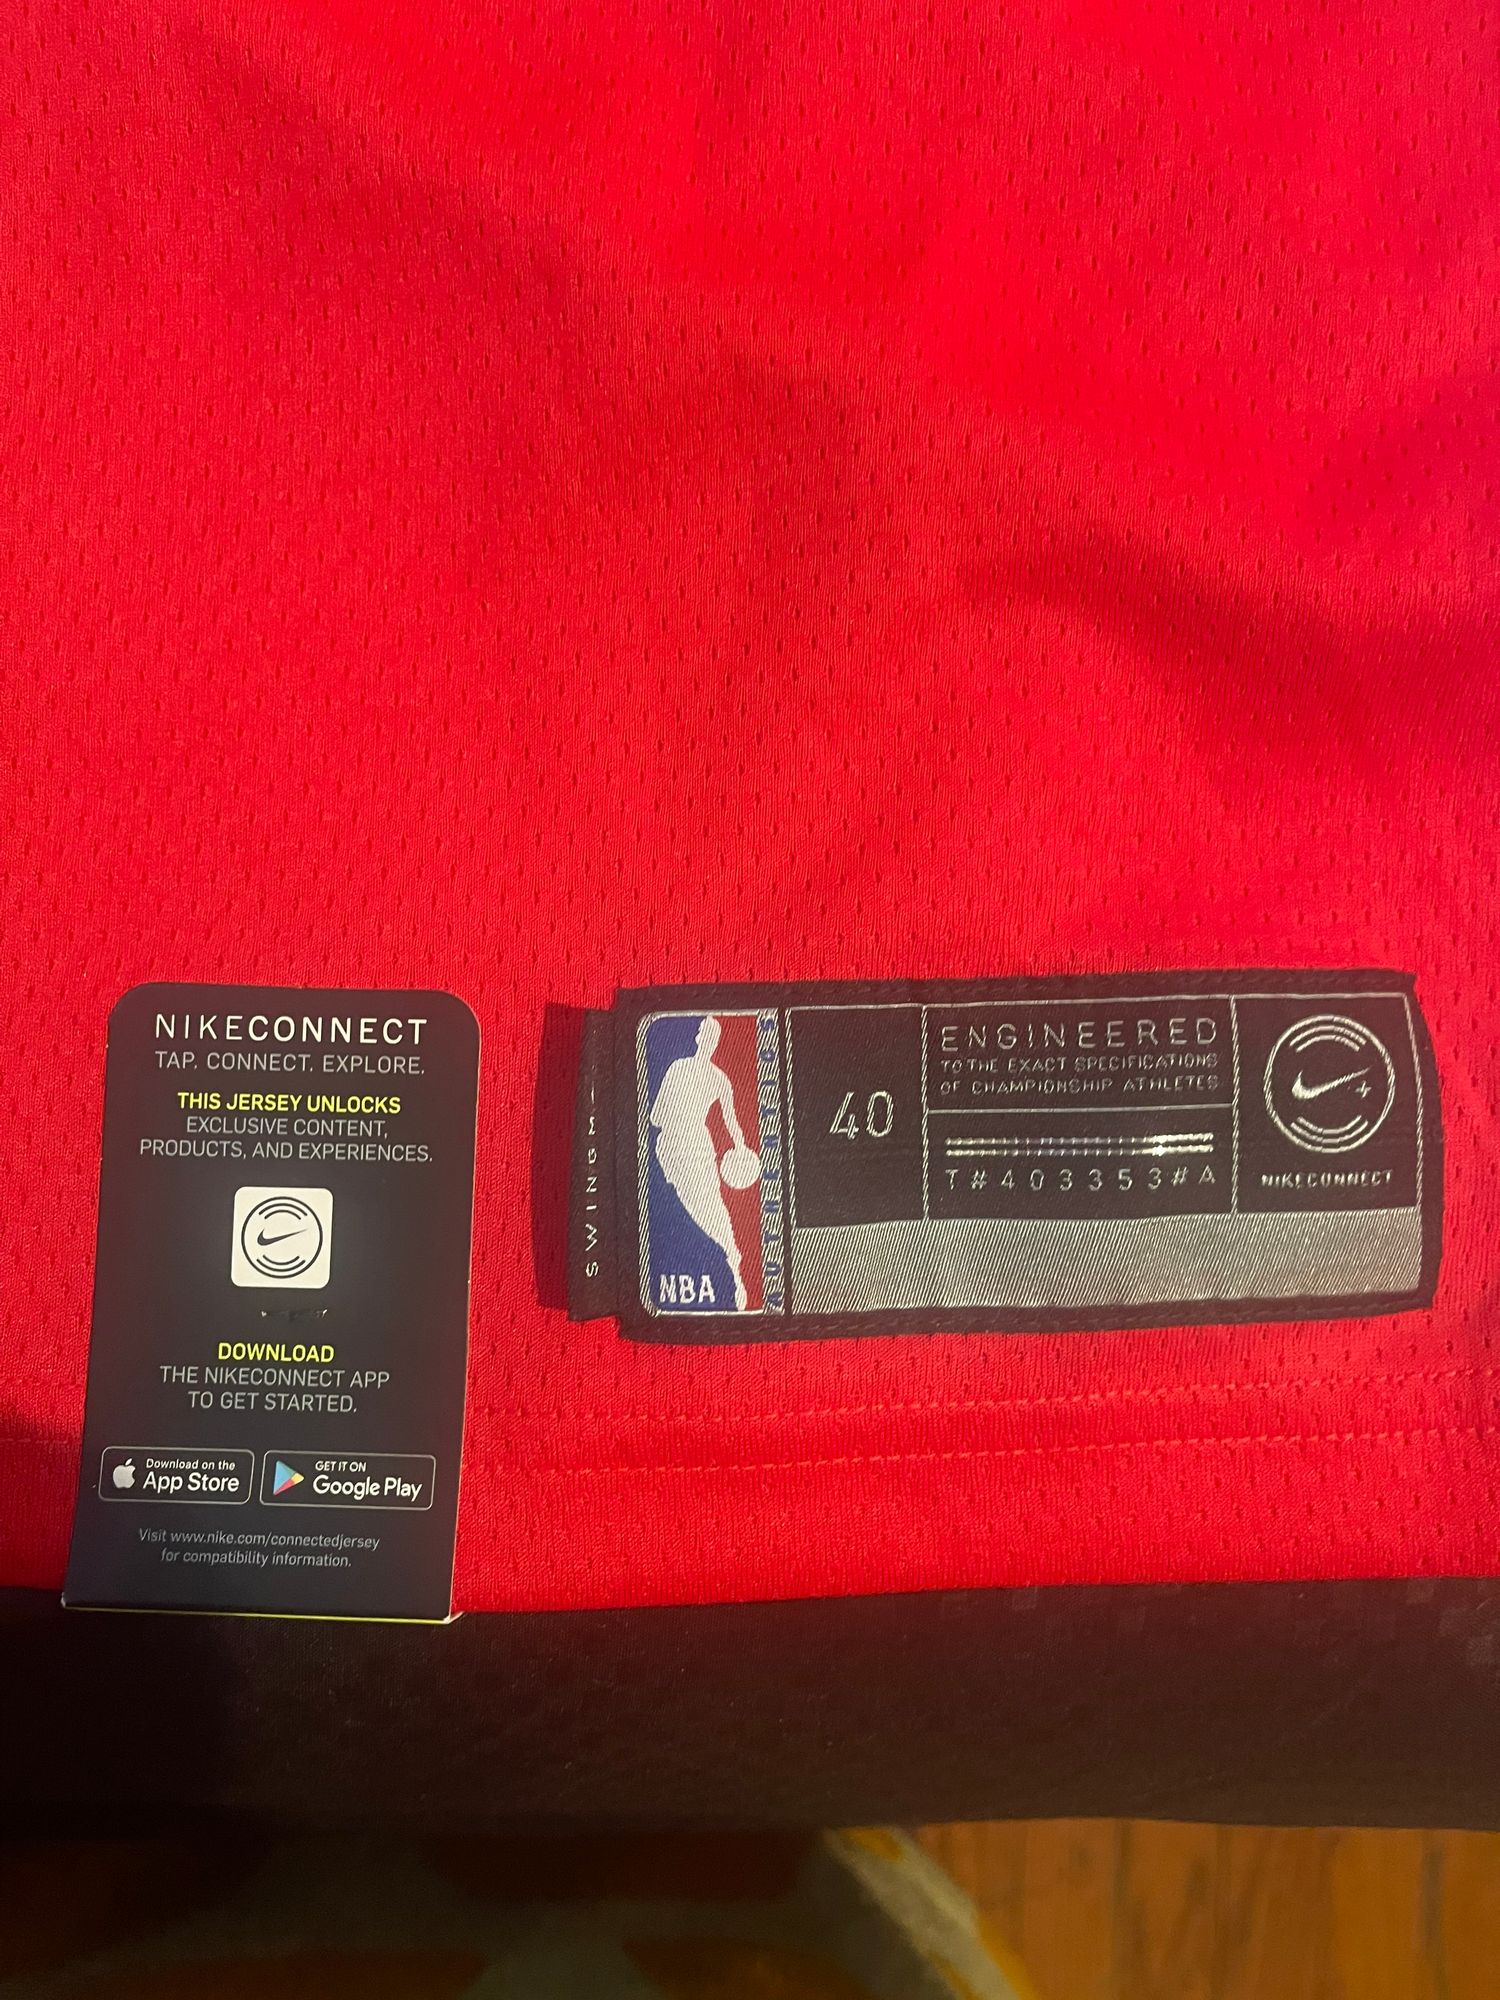 NIKECONNECT
TAP. CONNECT. EXPLORE.
THIS JERSEY UNLOCKS
EXCLUSIVE CONTENT,
PRODUCTS, AND EXPERIENCES.
DOWNLOAD
THE NIKECONNECT APP
TO GET STARTED.
Download on the
App Store
GET IT ON
Google Play
Visit www.nike.com/connectedjersey
for compatibility information.
SWINGM
NBA
AUTHENTICS
40
ENGINEERED
TO THE EXACT SPECIFICATIONS
OF CHAMPIONSHIP ATHLETES
T#403353#A
NIKECONNECT